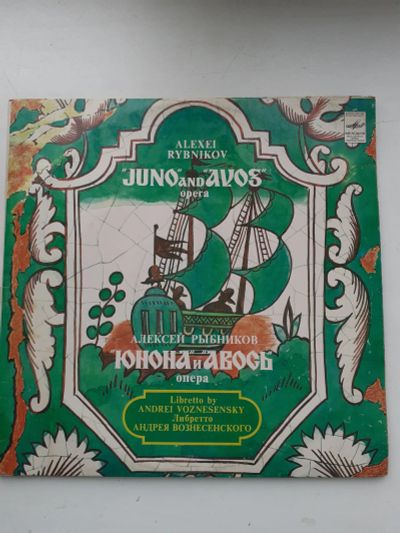 ALEXEI
RYBNIKOV
"JUNO" AND "AVOS"
opera
АЛЕКСЕЙ РЫБНИКОВ
"ЮНОНА" И "АВОСЬ"
опера
Libretto by
ANDREI VOZNESENSKY
Либретто
АНДРЕЯ ВОЗНЕСЕНСКОГО